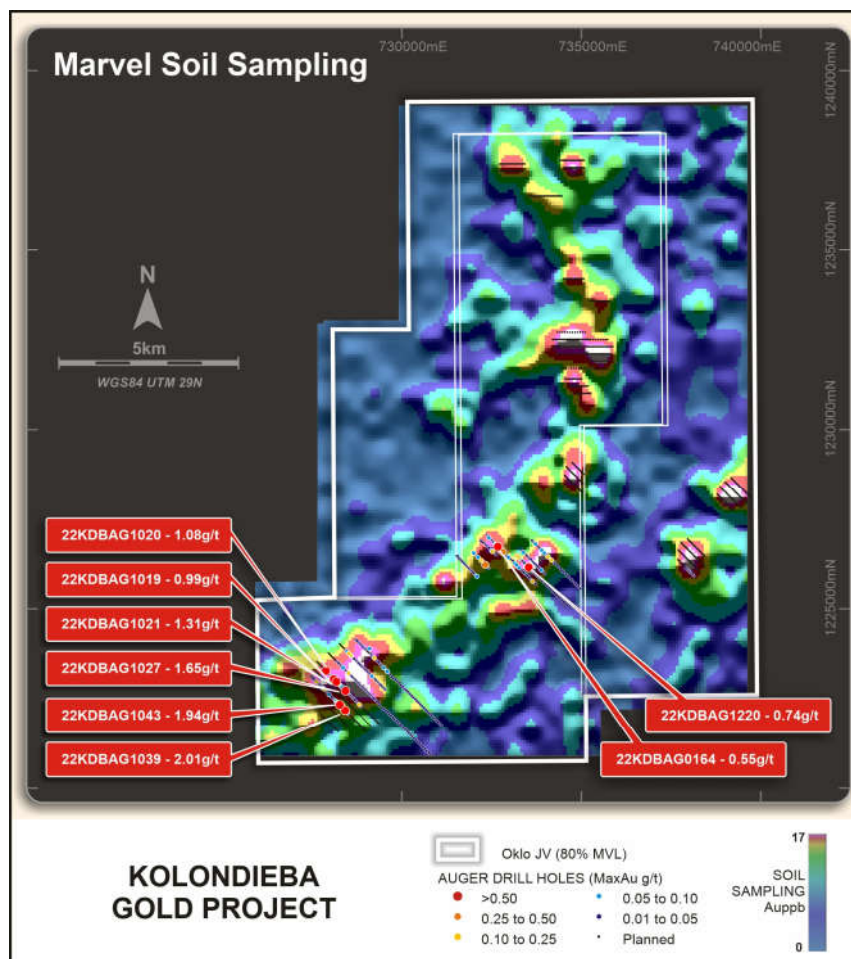 730000mE 735000mE 740000mE
Marvel Soil Sampling
1240000mN
1235000mN
N
5km
WGS84 UTM 29N
1230000mN
22KDBAG1020 - 1.08g/t
22KDBAG1019 - 0.99g/t
1225000mN
22KDBAG1021 - 1.31g/t
22KDBAG1027 - 1.65g/t
22KDBAG1043 - 1.94g/t
22KDBAG1220 - 0.74g/t
22KDBAG1039 - 2.01g/t
22KDBAG0164 - 0.55g/t
KOLONDIEBA
GOLD PROJECT
Oklo JV (80% MVL)
AUGER DRILL HOLES (MaxAu g/t)
>0.50
0.25 to 0.50
0.10 to 0.25
0.05 to 0.10
0.01 to 0.05
Planned
17
SOIL
SAMPLING
Auppb
0